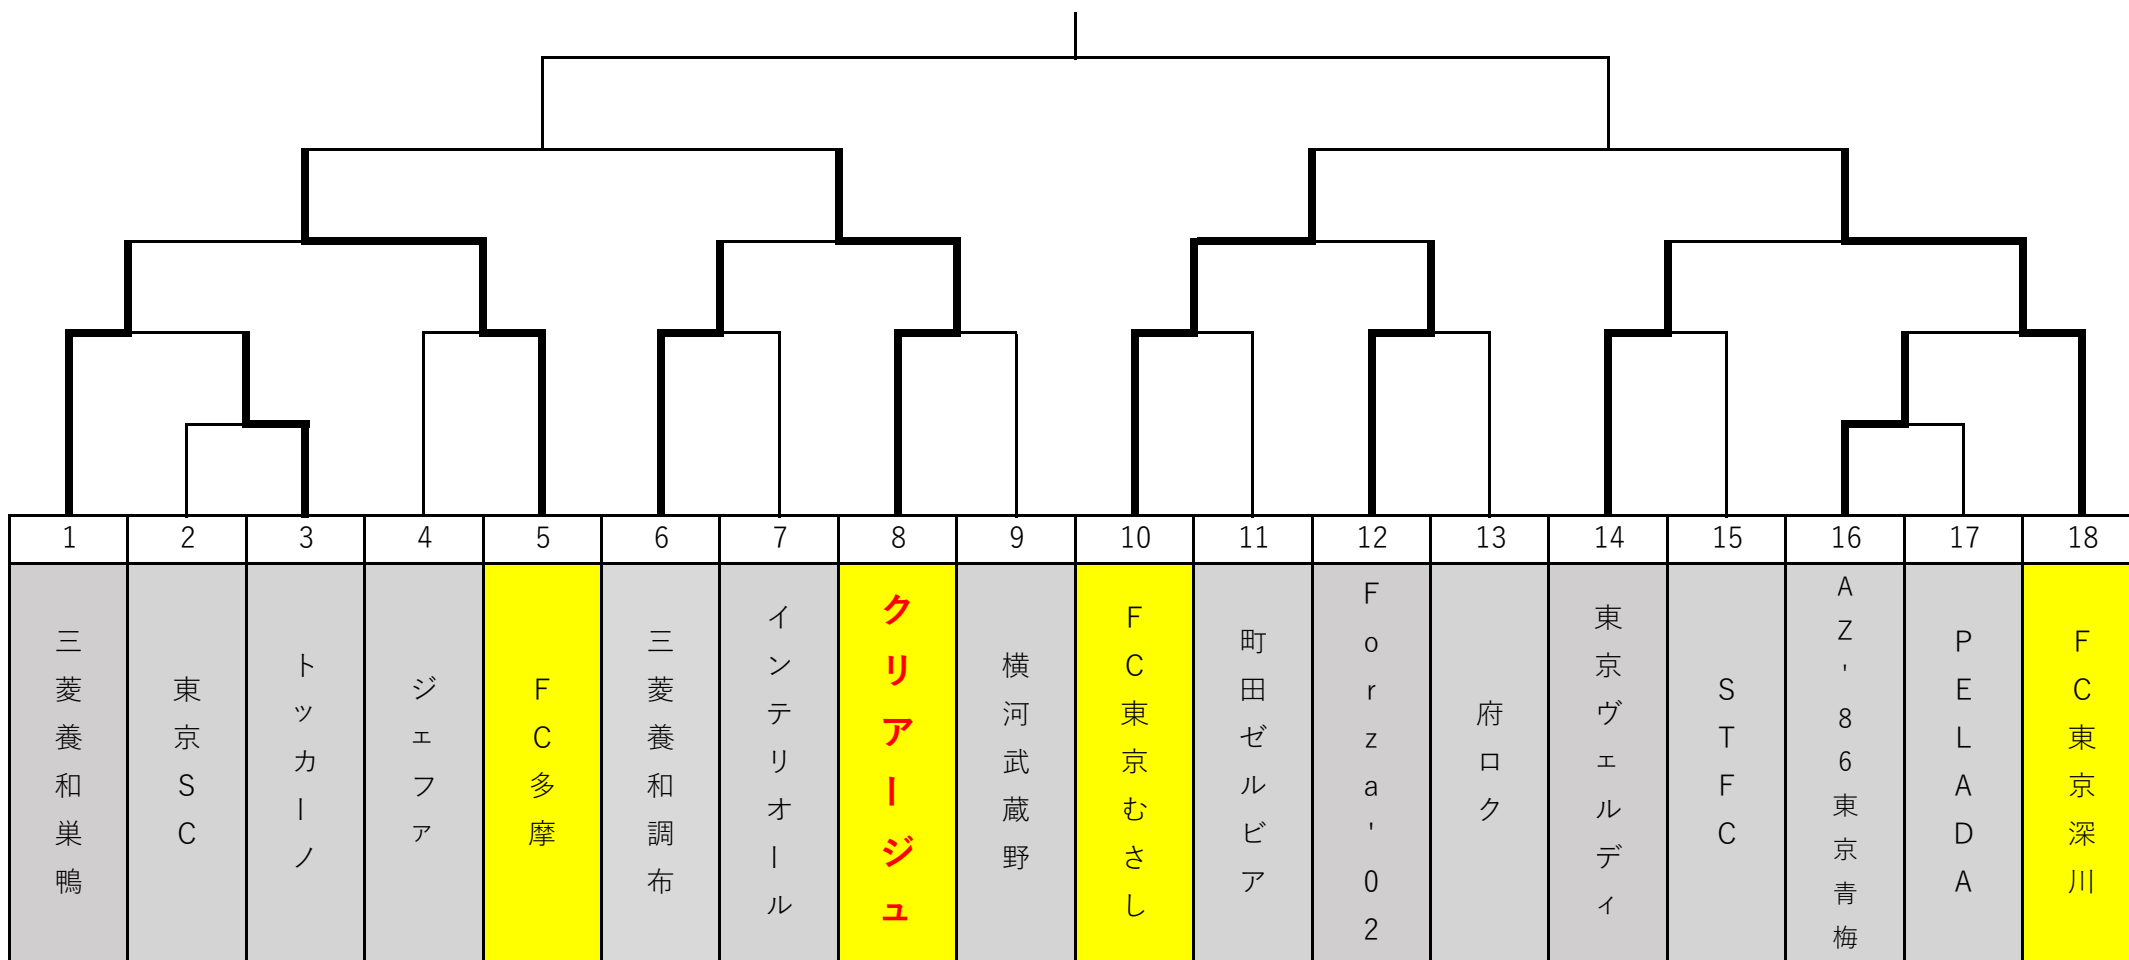 1 2 3 4 5 6 7 8 9 10 11 12 13 14 15 16 17 18
三菱養和巣鴨
東京SC
トッカーノ
ジェファ
FC多摩
三菱養和調布
インテリオール
クリアージュ
横河武蔵野
FC東京むさし
町田ゼルビア
Forza'02
府ロク
東京ヴェルディ
STFC
AZ'86東京青梅
PELADA
FC東京深川